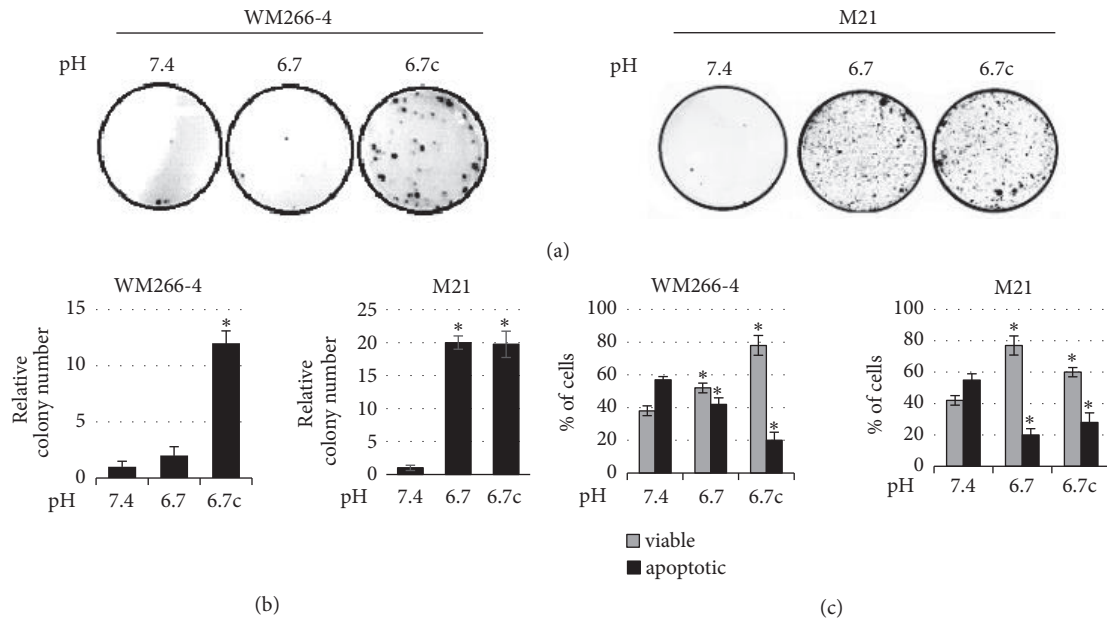 (a)
WM266-4
M21
pH 7.4 6.7 6.7c
pH 7.4 6.7 6.7c
(a)
WM266-4
Relative
colony number
15
10
5
0
*
pH 7.4 6.7 6.7c
M21
Relative
colony number
25
20
15
10
5
0
* *
7.4 6.7 6.7c
(b)
WM266-4
% of cells
100
80
60
40
20
0
* * * *
pH 7.4 6.7 6.7c
viable
apoptotic
M21
% of cells
100
80
60
40
20
0
* * * *
pH 7.4 6.7 6.7c
(c)